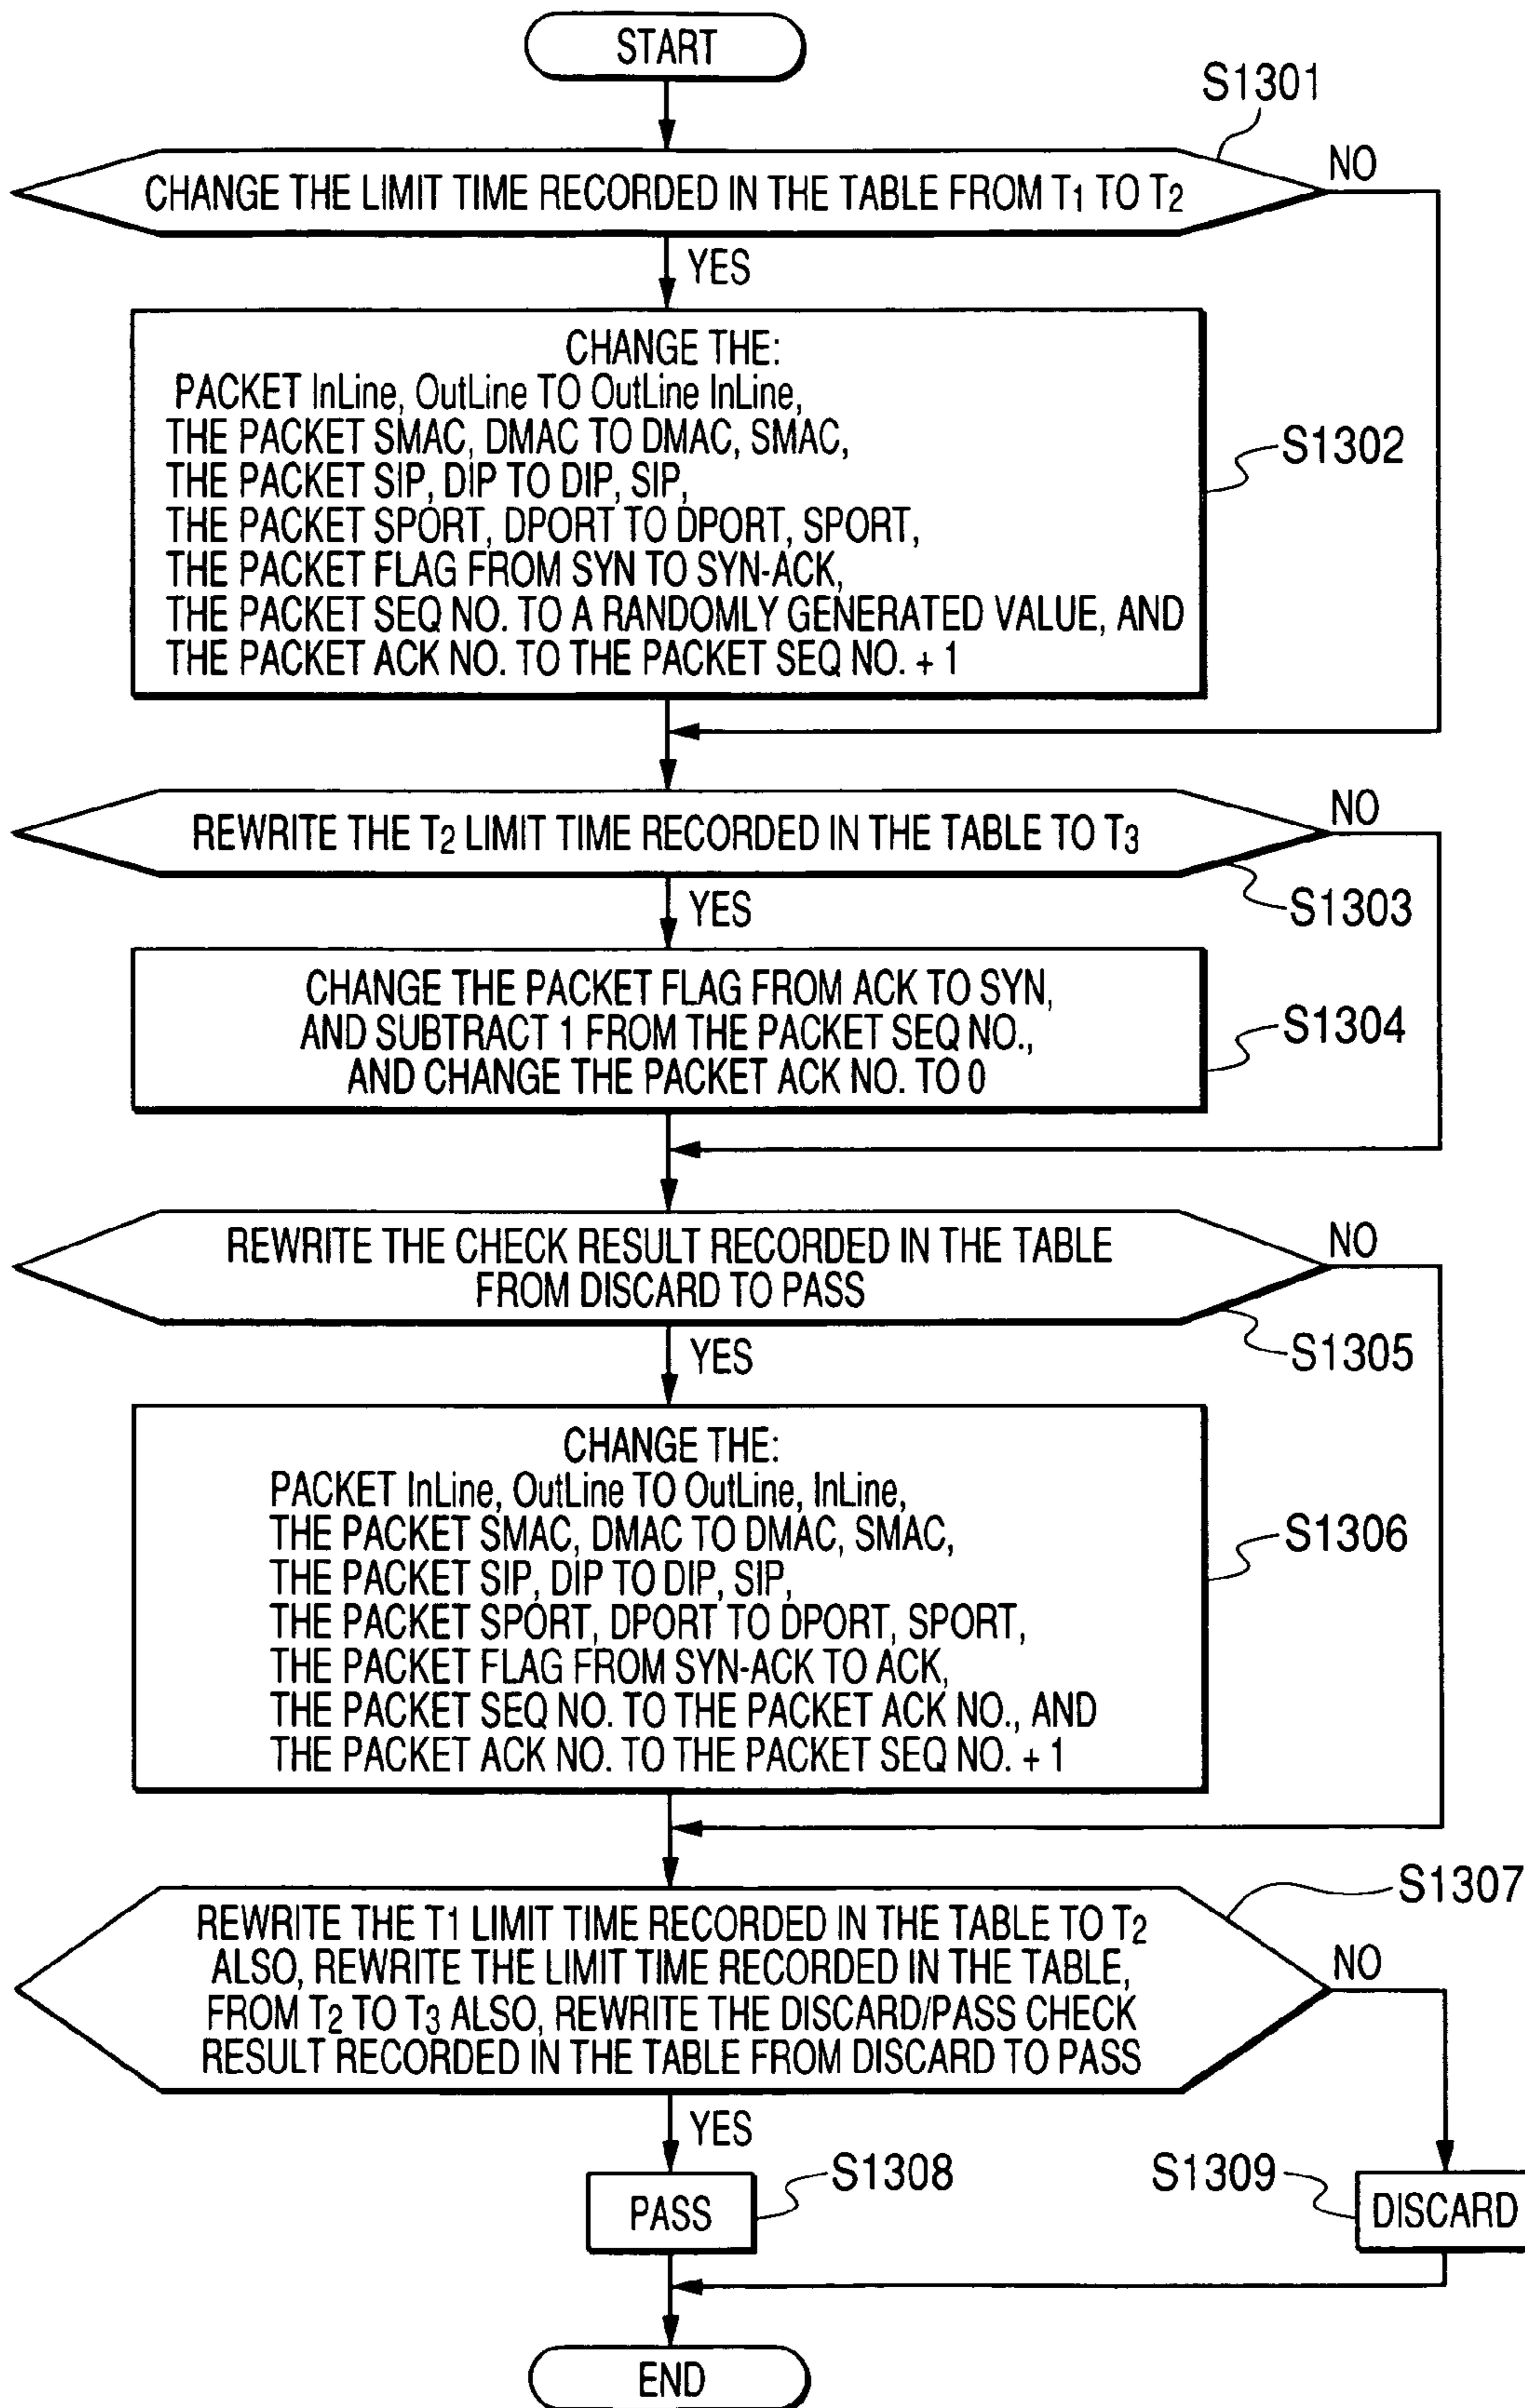 START
S1301
NO
CHANGE THE LIMIT TIME RECORDED IN THE TABLE FROM T1 TO T2
YES
CHANGE THE:
PACKET InLine, OutLine TO OutLine InLine,
THE PACKET SMAC, DMAC TO DMAC, SMAC,
THE PACKET SIP, DIP TO DIP, SIP,
THE PACKET SPORT, DPORT TO DPORT, SPORT,
THE PACKET FLAG FROM SYN TO SYN-ACK,
THE PACKET SEQ NO. TO A RANDOMLY GENERATED VALUE, AND
THE PACKET ACK NO. TO THE PACKET SEQ NO. + 1
S1302
NO
REWRITE THE T2 LIMIT TIME RECORDED IN THE TABLE TO T3
S1303
YES
CHANGE THE PACKET FLAG FROM ACK TO SYN,
AND SUBTRACT 1 FROM THE PACKET SEQ NO.,
AND CHANGE THE PACKET ACK NO. TO 0
S1304
NO
REWRITE THE CHECK RESULT RECORDED IN THE TABLE
FROM DISCARD TO PASS
S1305
YES
CHANGE THE:
PACKET InLine, OutLine TO OutLine, InLine,
THE PACKET SMAC, DMAC TO DMAC, SMAC,
THE PACKET SIP, DIP TO DIP, SIP,
THE PACKET SPORT, DPORT TO DPORT, SPORT,
THE PACKET FLAG FROM SYN-ACK TO ACK,
THE PACKET SEQ NO. TO THE PACKET ACK NO., AND
THE PACKET ACK NO. TO THE PACKET SEQ NO. + 1
S1306
S1307
REWRITE THE T1 LIMIT TIME RECORDED IN THE TABLE TO T2
ALSO, REWRITE THE LIMIT TIME RECORDED IN THE TABLE,
FROM T2 TO T3 ALSO, REWRITE THE DISCARD/PASS CHECK
RESULT RECORDED IN THE TABLE FROM DISCARD TO PASS
NO
YES
PASS
S1308
S1309
DISCARD
END